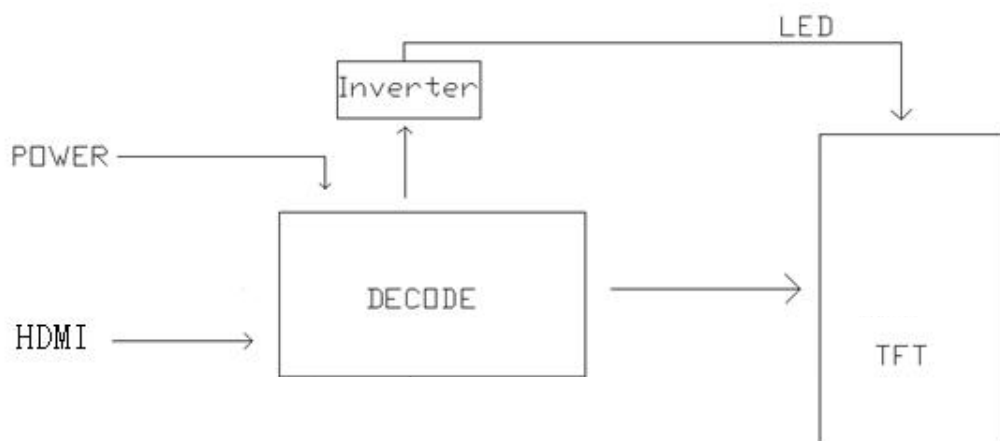 LED
Inverter
POWER
DECODE
HDMI
TFT